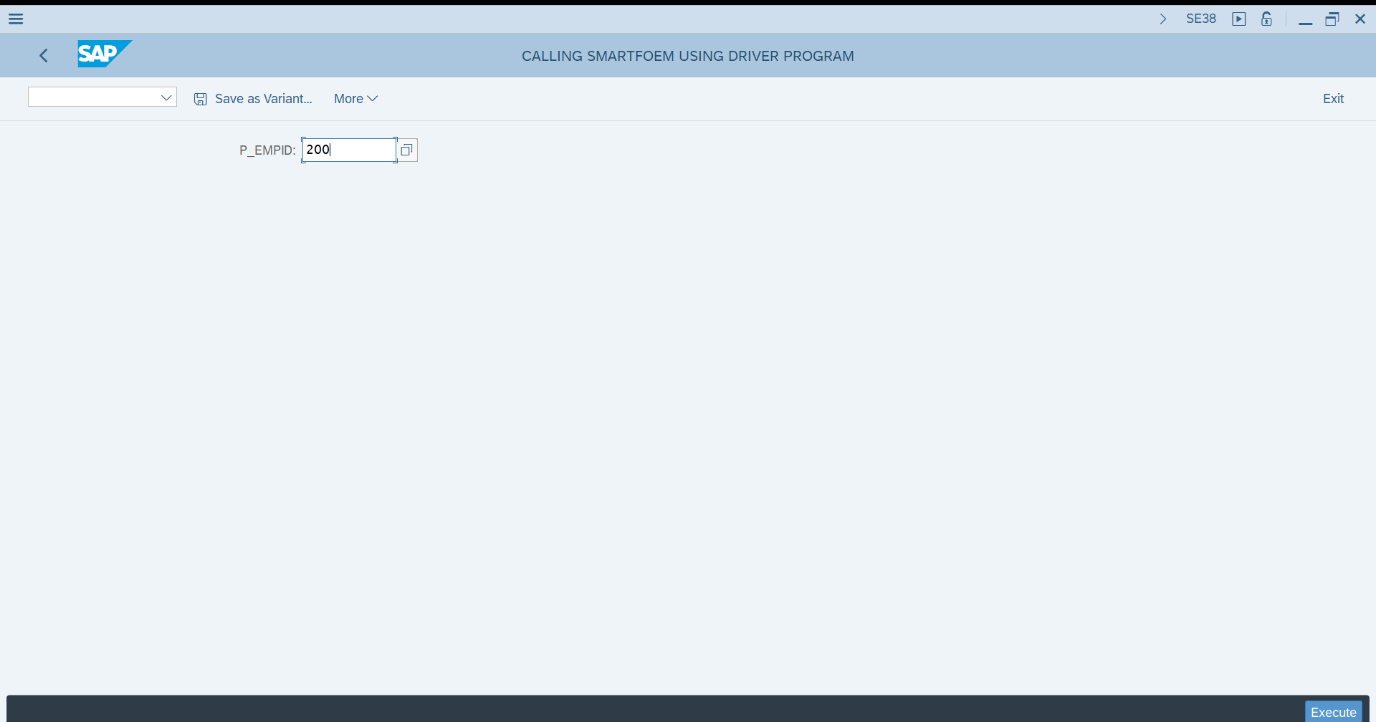 SE38
SAP
CALLING SMARTFOEM USING DRIVER PROGRAM
Save as Variant... More Exit
P_EMPID: 200
Execute